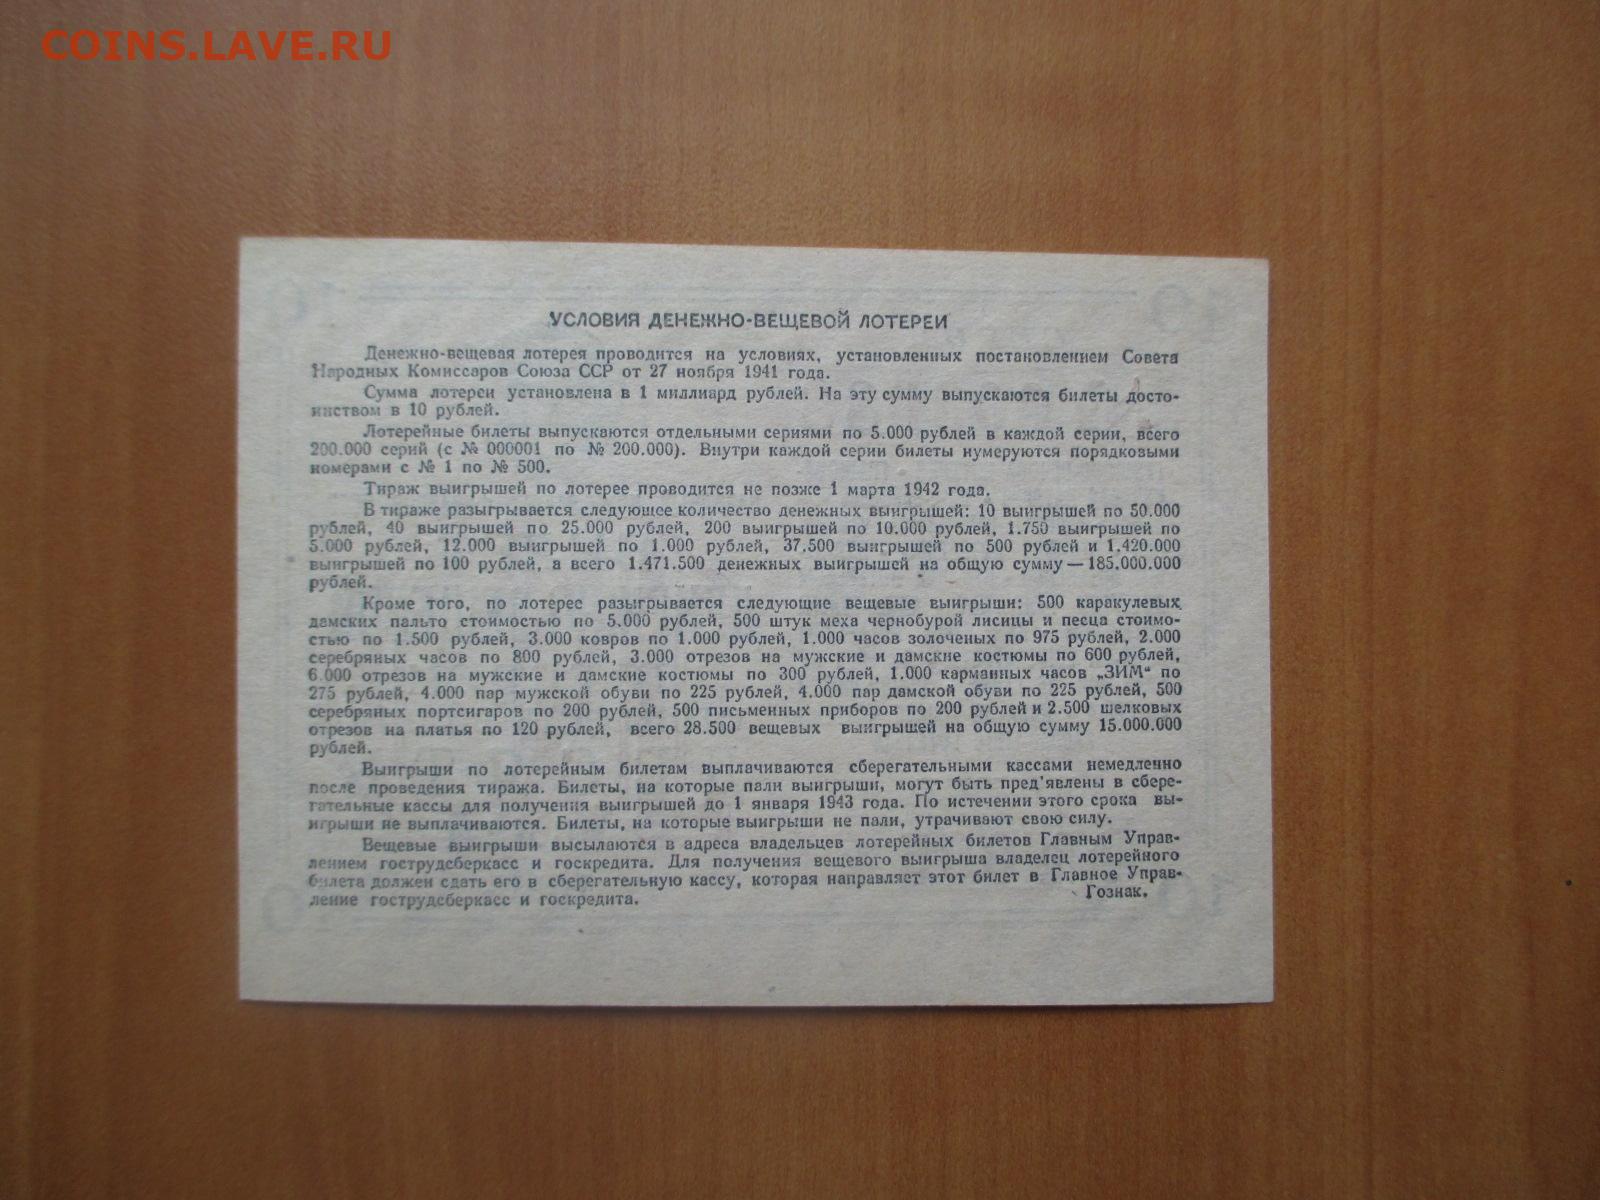 COINS.LAVE.RU
УСЛОВИЯ ДЕНЕЖНО-ВЕЩЕВОЙ ЛОТЕРЕИ
Денежно-вещевая лотерея проводится на условиях, установленных постановлением Совета
Народных Комиссаров Союза ССР от 27 ноября 1941 года.
Сумма лотереи установлена в 1 миллиард рублей. На эту сумму выпускаются билеты досто-
инством в 10 рублей.
Лотерейные билеты выпускаются отдельными сериями по 5.000 рублей в каждой серии, всего
200.000 серий (с № 000001 по № 200.000). Внутри каждой серии билеты нумеруются порядковыми
номерами с № 1 по № 500.
Тираж выигрышей по лотерее проводится не позже 1 марта 1942 года.
В тираже разыгрывается следующее количество денежных выигрышей: 10 выигрышей по 50.000
рублей, 40 выигрышей по 25.000 рублей, 200 выигрышей по 10.000 рублей, 1.750 выигрышей по
5.000 рублей, 12.000 выигрышей по 1.000 рублей, 37.500 выигрышей по 500 рублей и 1.420.000
выигрышей по 100 рублей, а всего 1.471.500 денежных выигрышей на общую сумму — 185.000.000
рублей.
Кроме того, по лотерее разыгрывается следующие вещевые выигрыши: 500 каракулевых
дамских пальто стоимостью по 5.000 рублей, 500 штук меха чернобурой лисицы и песца стоимо-
стью по 1.500 рублей, 3.000 ковров по 1.000 рублей, 1.000 часов золоченых по 975 рублей, 2.000
серебряных часов по 800 рублей, 3.000 отрезов на мужские и дамские костюмы по 600 рублей,
6.000 отрезов на мужские и дамские костюмы по 300 рублей, 1.000 карманных часов „ЗИМ“ по
275 рублей, 4.000 пар мужской обуви по 225 рублей, 4.000 пар дамской обуви по 225 рублей, 500
серебряных портсигаров по 200 рублей, 500 письменных приборов по 200 рублей и 2.500 шелковых
отрезов на платья по 120 рублей, всего 28.500 вещевых выигрышей на общую сумму 15.000.000
рублей.
Выигрыши по лотерейным билетам выплачиваются сберегательными кассами немедленно
после проведения тиража. Билеты, на которые пали выигрыши, могут быть пред'явлены в сбере-
гательные кассы для получения выигрышей до 1 января 1943 года. По истечении этого срока вы-
игрыши не выплачиваются. Билеты, на которые выигрыши не пали, утрачивают свою силу.
Вещевые выигрыши высылаются в адреса владельцев лотерейных билетов Главным Управ-
лением гострудсберкасс и госкредита. Для получения вещевого выигрыша владелец лотерейного
билета должен сдать его в сберегательную кассу, которая направляет этот билет в Главное Управ-
ление гострудсберкасс и госкредита.
Гознак.